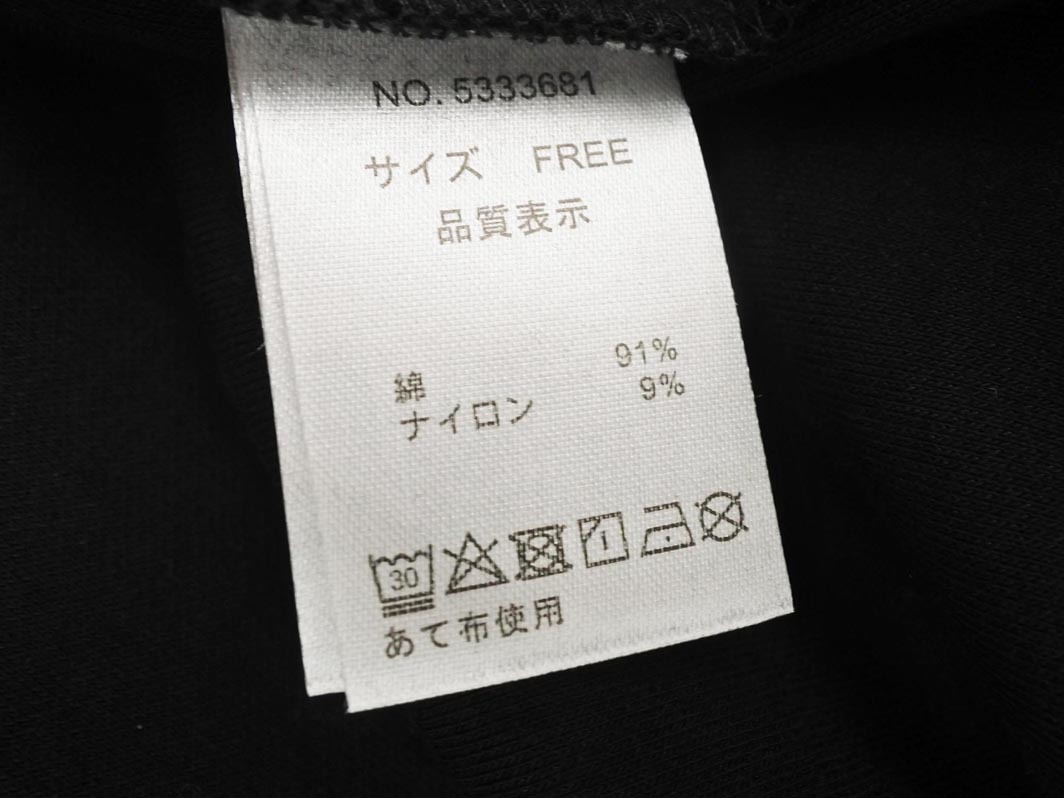 NO. 5333681
サイズ FREE
品質表示
綿 91%
ナイロン 9%
30
あて布使用